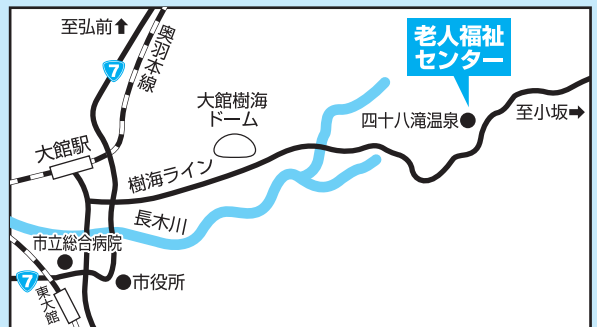 至弘前⬆
7
奥羽本線
老人福祉
センター
大館樹海
ドーム
四十八滝温泉
至小坂➡
大館駅
樹海ライン
長木川
市立総合病院
7
市役所
東大館